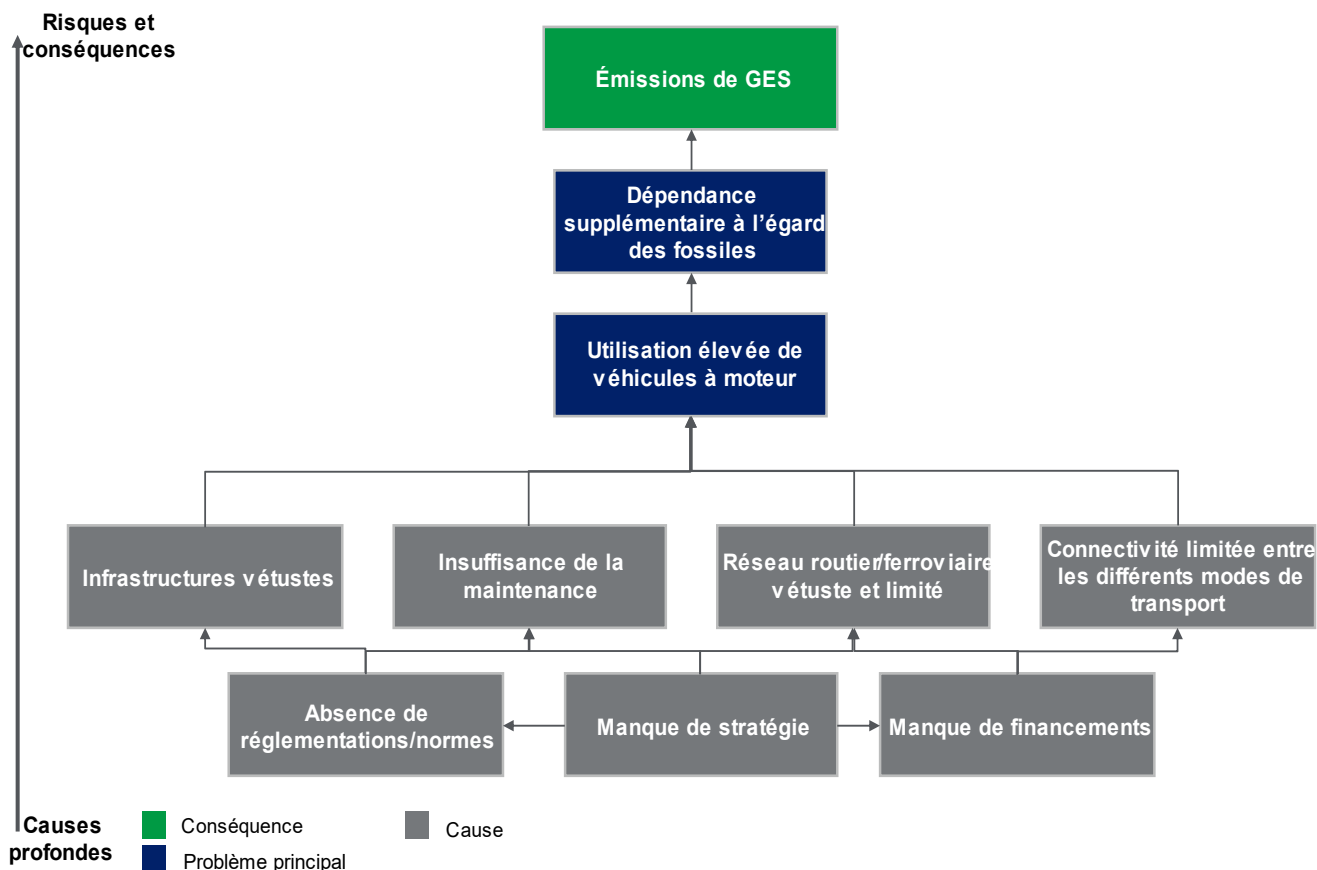 Risques et
conséquences
Émissions de GES
Dépendance
supplémentaire à l'égard
des fossiles
Utilisation élevée de
véhicules à moteur
Infrastructures vétustes
Insuffisance de la
maintenance
Réseau routier/ferroviaire
vétuste et limité
Connectivité limitée entre
les différents modes de
transport
Absence de
réglementations/normes
Manque de stratégie
Manque de financements
Causes
profondes
Conséquence
Cause
Problème principal